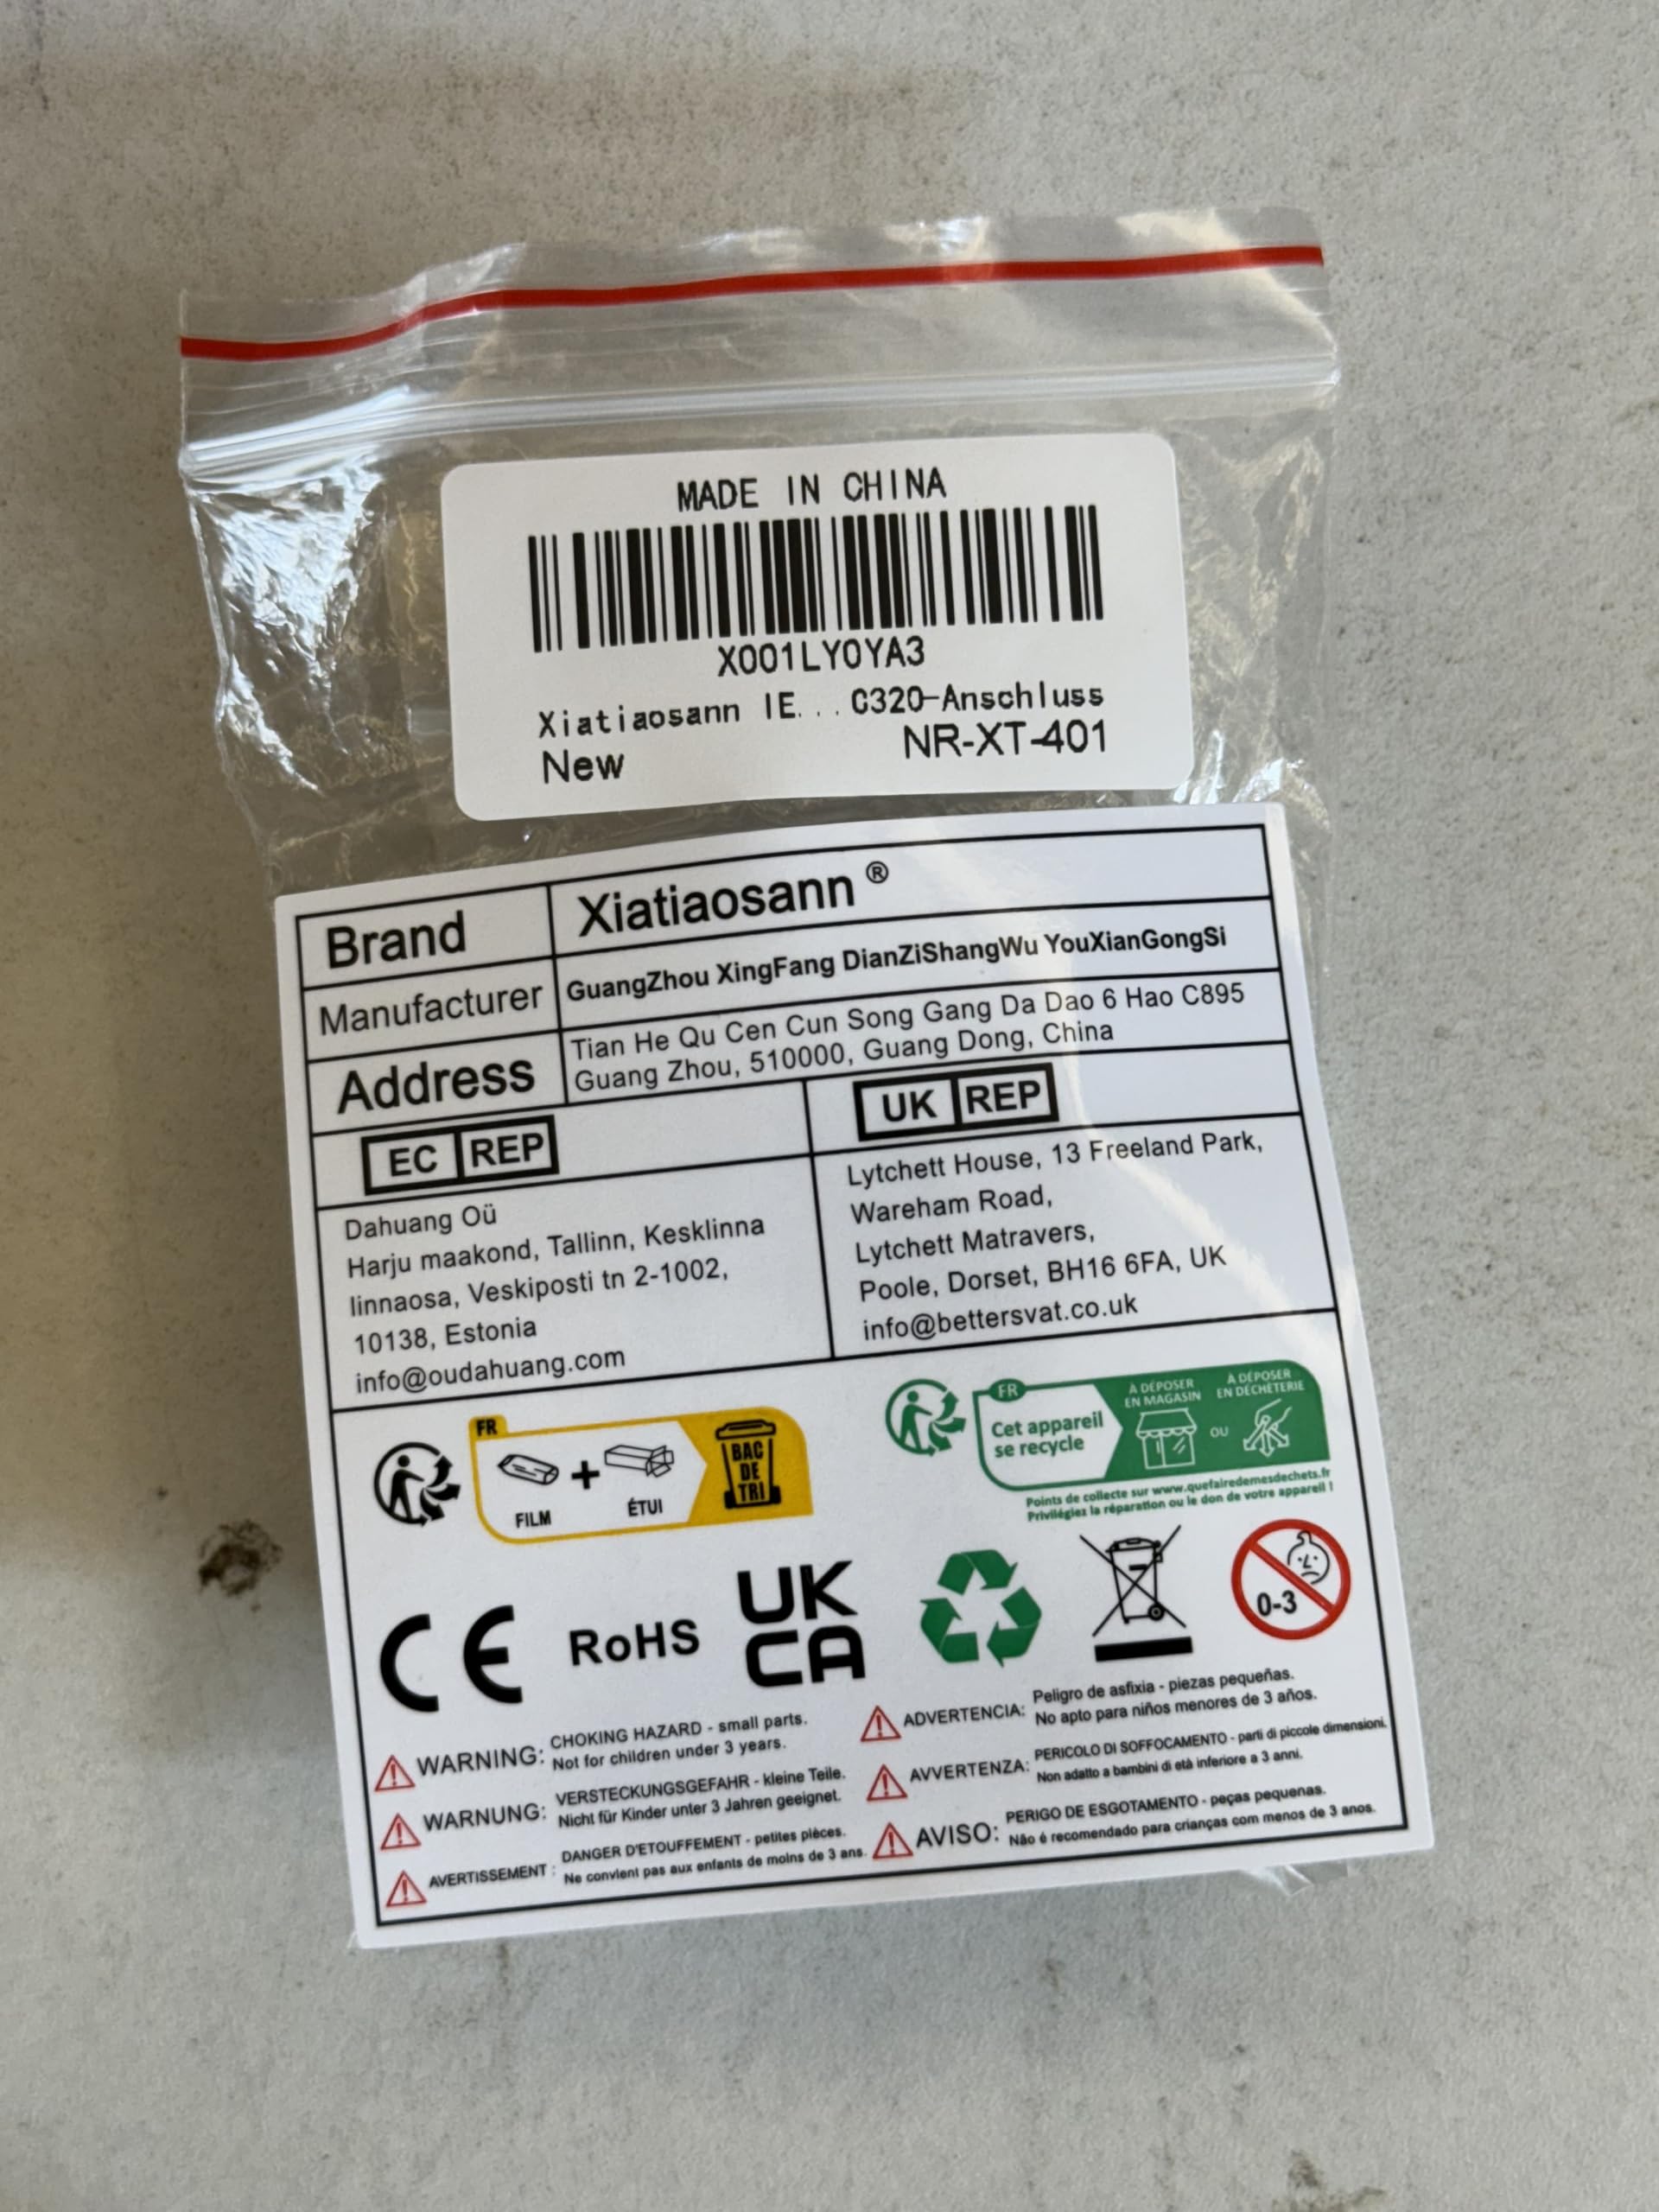 MADE IN CHINA
X001LY0YA3
Xiatiaosann IE...C320-Anschluss
New NR-XT-401
Brand Xiatiaosann®
Manufacturer GuangZhou XingFang DianZiShangWu YouXianGongSi
Address Tian He Qu Cen Cun Song Gang Da Dao 6 Hao C895
Guang Zhou, 510000, Guang Dong, China
EC REP
Dahuang Oü
Harju maakond, Tallinn, Kesklinna
linnaosa, Veskiposti tn 2-1002,
10138, Estonia
info@oudahuang.com
UK REP
Lytchett House, 13 Freeland Park,
Wareham Road,
Lytchett Matravers,
Poole, Dorset, BH16 6FA, UK
info@bettersvat.co.uk
FR
FILM + ÉTUI
BAC
DE
TRI
FR
Cet appareil
se recycle
À DÉPOSER
EN MAGASIN
OU
À DÉPOSER
EN DÉCHÈTERIE
Points de collecte sur www.quefairedemesdechets.fr
Privilégiez la réparation ou le don de votre appareil !
CE
RoHS
UK
CA
0-3
WARNING: CHOKING HAZARD - small parts.
Not for children under 3 years.
WARNUNG: VERSTECKUNGSGEFAHR - kleine Teile.
Nicht für Kinder unter 3 Jahren geeignet.
AVERTISSEMENT : DANGER D'ETOUFFEMENT - petites pièces.
Ne convient pas aux enfants de moins de 3 ans.
ADVERTENCIA: Peligro de asfixia - piezas pequeñas.
No apto para niños menores de 3 años.
AVVERTENZA: PERICOLO DI SOFFOCAMENTO - parti di piccole dimensioni.
Non adatto a bambini di età inferiore a 3 anni.
AVISO: PERIGO DE ESGOTAMENTO - peças pequenas.
Não é recomendado para crianças com menos de 3 anos.